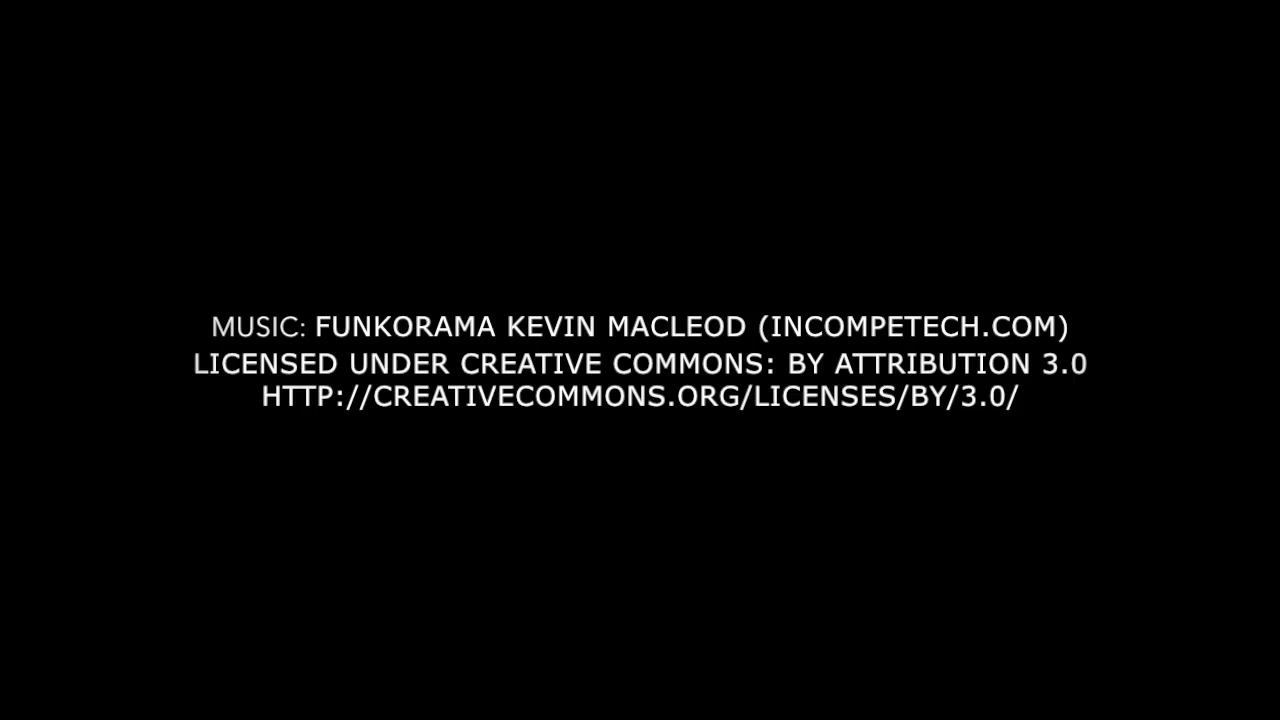 MUSIC: FUNKORAMA KEVIN MACLEOD (INCOMPETECH.COM)
LICENSED UNDER CREATIVE COMMONS: BY ATTRIBUTION 3.0
HTTP://CREATIVECOMMONS.ORG/LICENSES/BY/3.0/